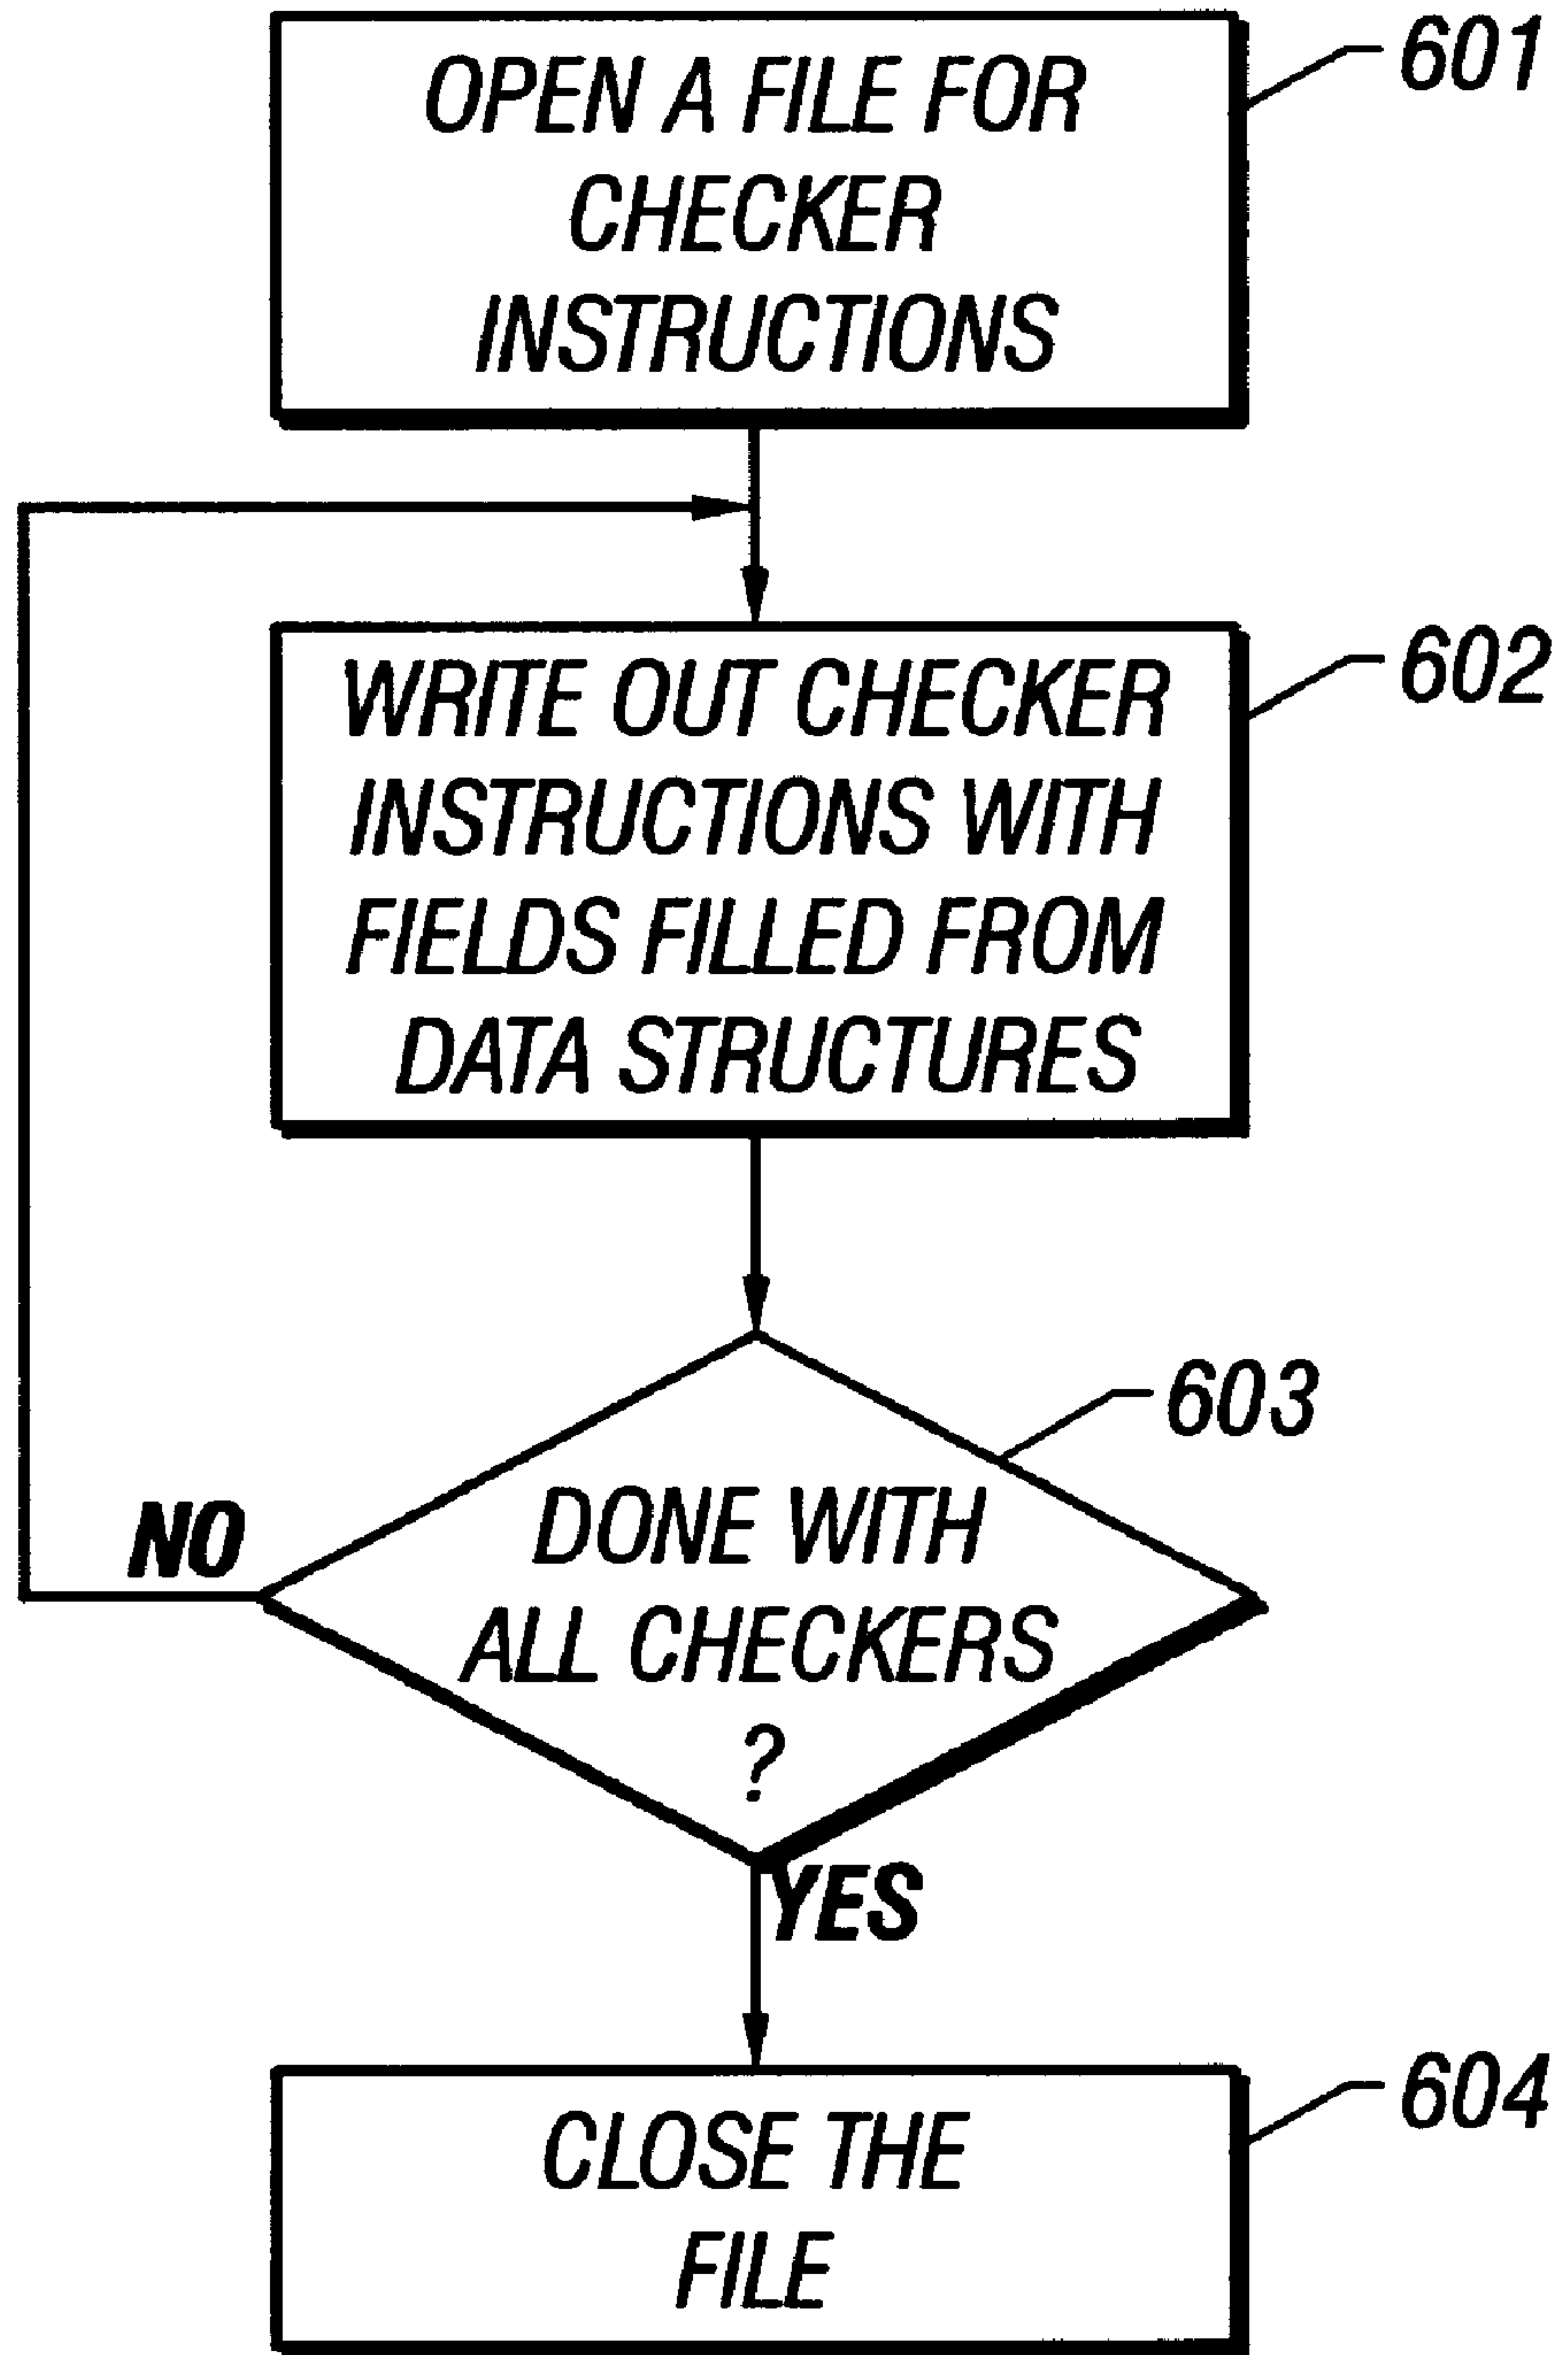 OPEN A FILE FOR
CHECKER
INSTRUCTIONS
601
WRITE OUT CHECKER
INSTRUCTIONS WITH
FIELDS FILLED FROM
DATA STRUCTURES
602
603
DONE WITH
ALL CHECKERS
?
NO
YES
CLOSE THE
FILE
604